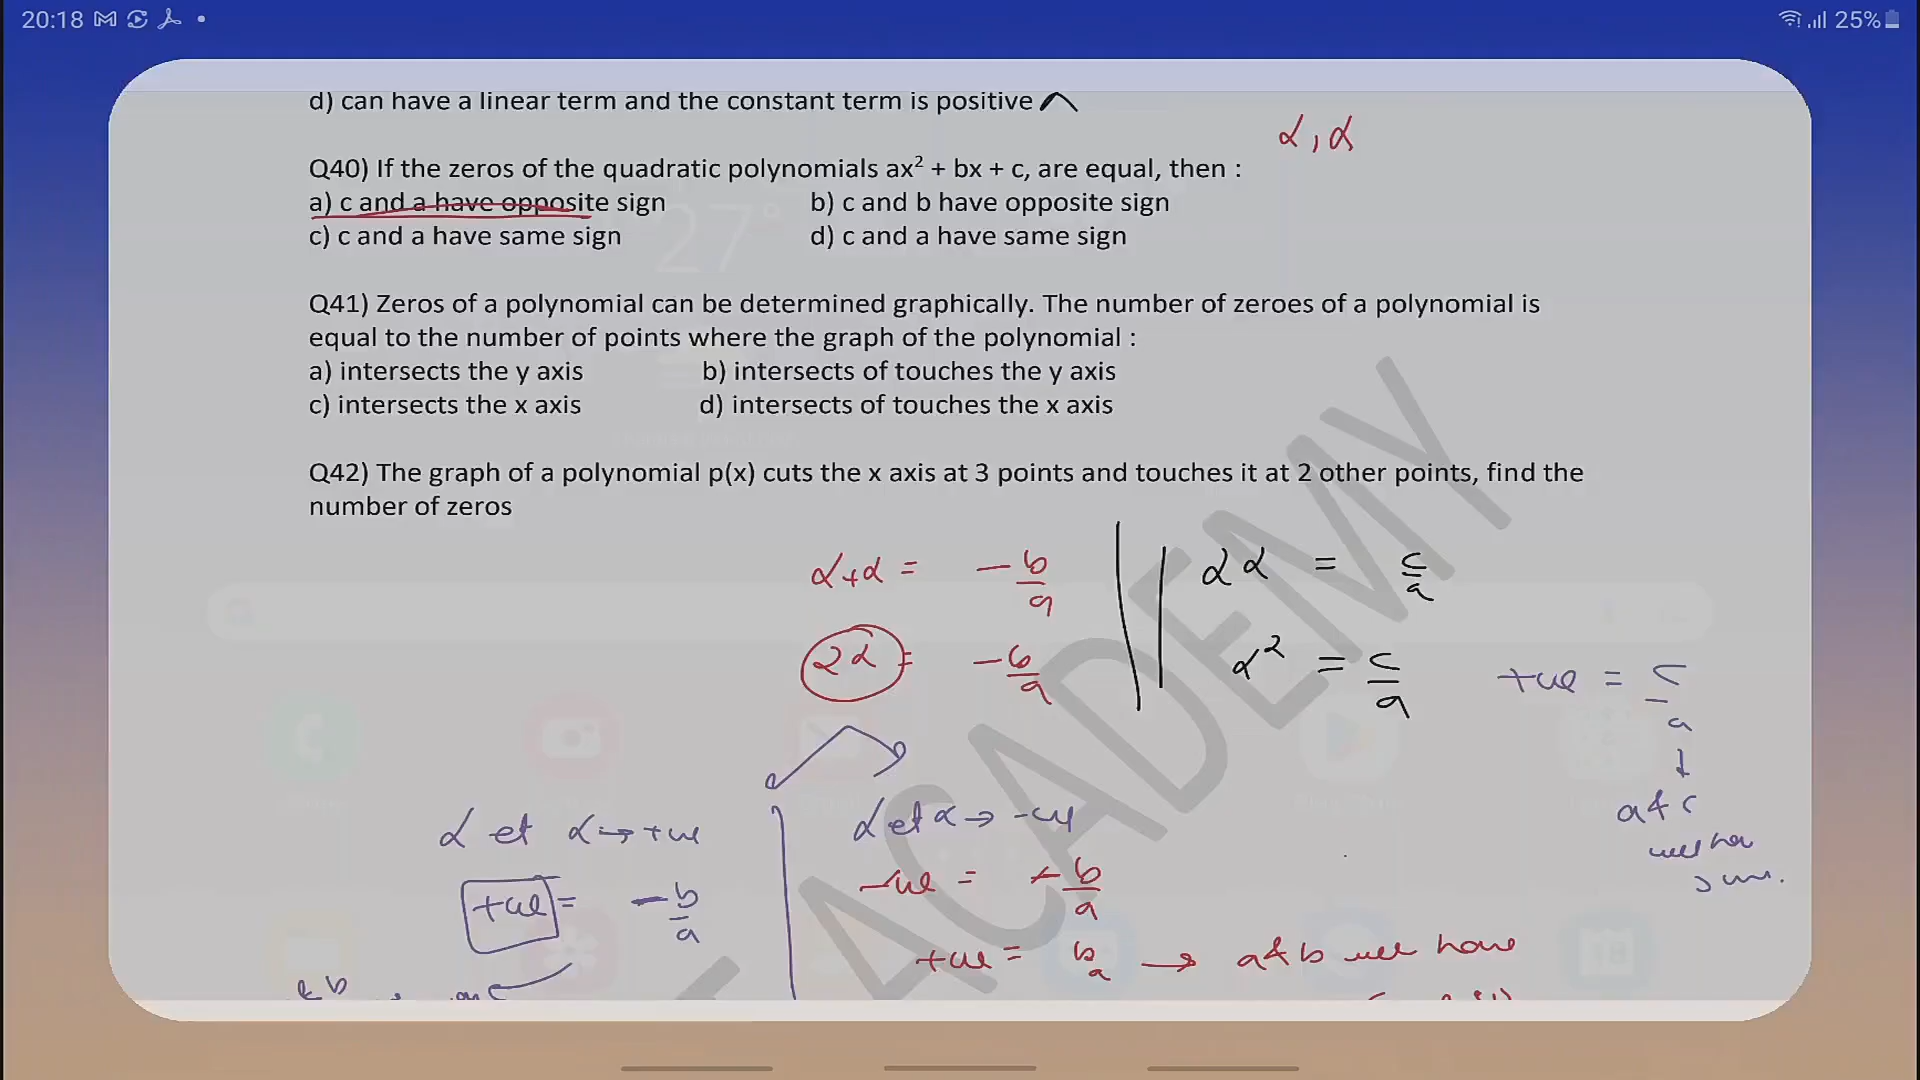 20:18
25%
d) can have a linear term and the constant term is positive
α, α
Q40) If the zeros of the quadratic polynomials ax² + bx + c, are equal, then :
a) c and a have opposite sign b) c and b have opposite sign
c) c and a have same sign d) c and a have same sign
27°
Q41) Zeros of a polynomial can be determined graphically. The number of zeroes of a polynomial is
equal to the number of points where the graph of the polynomial :
a) intersects the y axis b) intersects of touches the y axis
c) intersects the x axis d) intersects of touches the x axis
Q42) The graph of a polynomial p(x) cuts the x axis at 3 points and touches it at 2 other points, find the
number of zeros
α+α = -b/a
αα = c/a
2α = -b/a
α² = c/a
+ve = c/a
a & c
will have
α et α → +ve
α et α → -ve
+ve = -b/a
-ve = -b/a
+ve = b/a → a & b will have
& b
ACADEMY